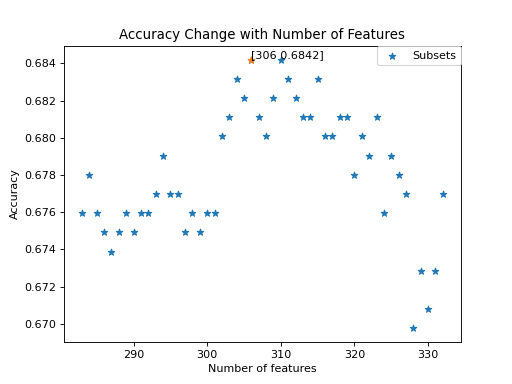 Accuracy Change with Number of Features
[306 0.6842]
Subsets
0.684
0.682
0.680
0.678
0.676
0.674
0.672
0.670
Accuracy
290 300 310 320 330
Number of features